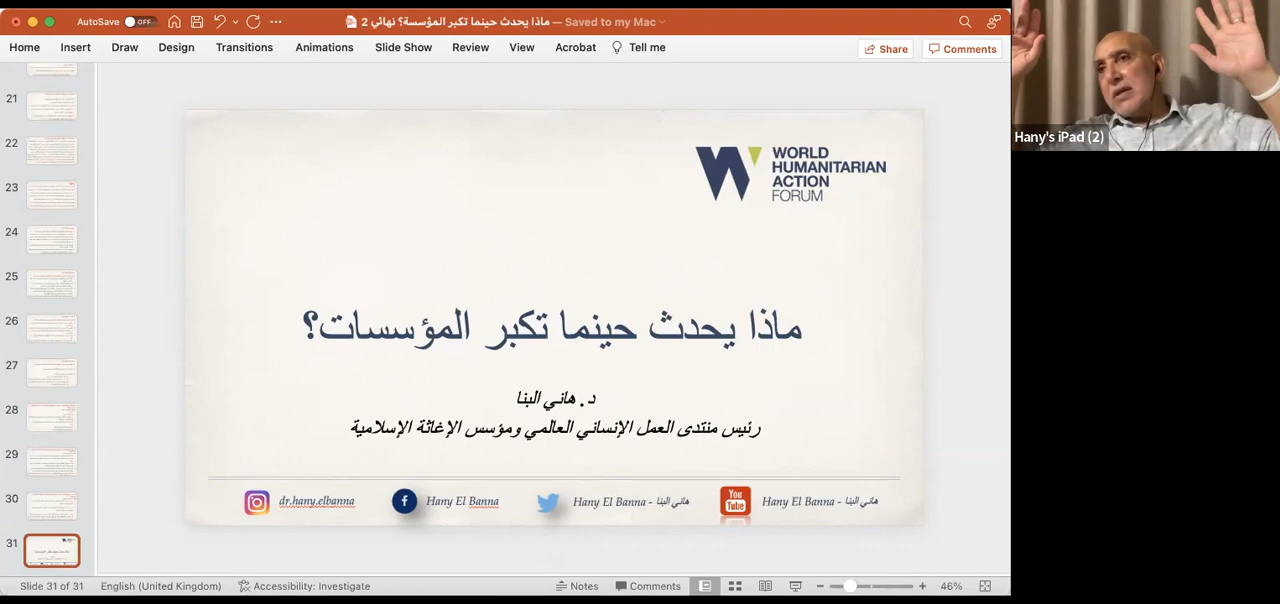 AutoSave OFF
ماذا يحدث حينما تكبر المؤسسة؟ نهائي 2 — Saved to my Mac
Home Insert Draw Design Transitions Animations Slide Show Review View Acrobat Tell me
Share Comments
21
22
23
24
25
26
27
28
29
30
31
WORLD
HUMANITARIAN
ACTION
FORUM
ماذا يحدث حينما تكبر المؤسسات؟
د. هاني البنا
رئيس منتدى العمل الإنساني العالمي ومؤسس الإغاثة الإسلامية
dr.hany.elbanna
Hany El Banna
Hany El Banna - هاني البنا
You
Tube
Hany El Banna - هاني البنا
Slide 31 of 31 English (United Kingdom) Accessibility: Investigate Notes Comments 46%
Hany's iPad (2)